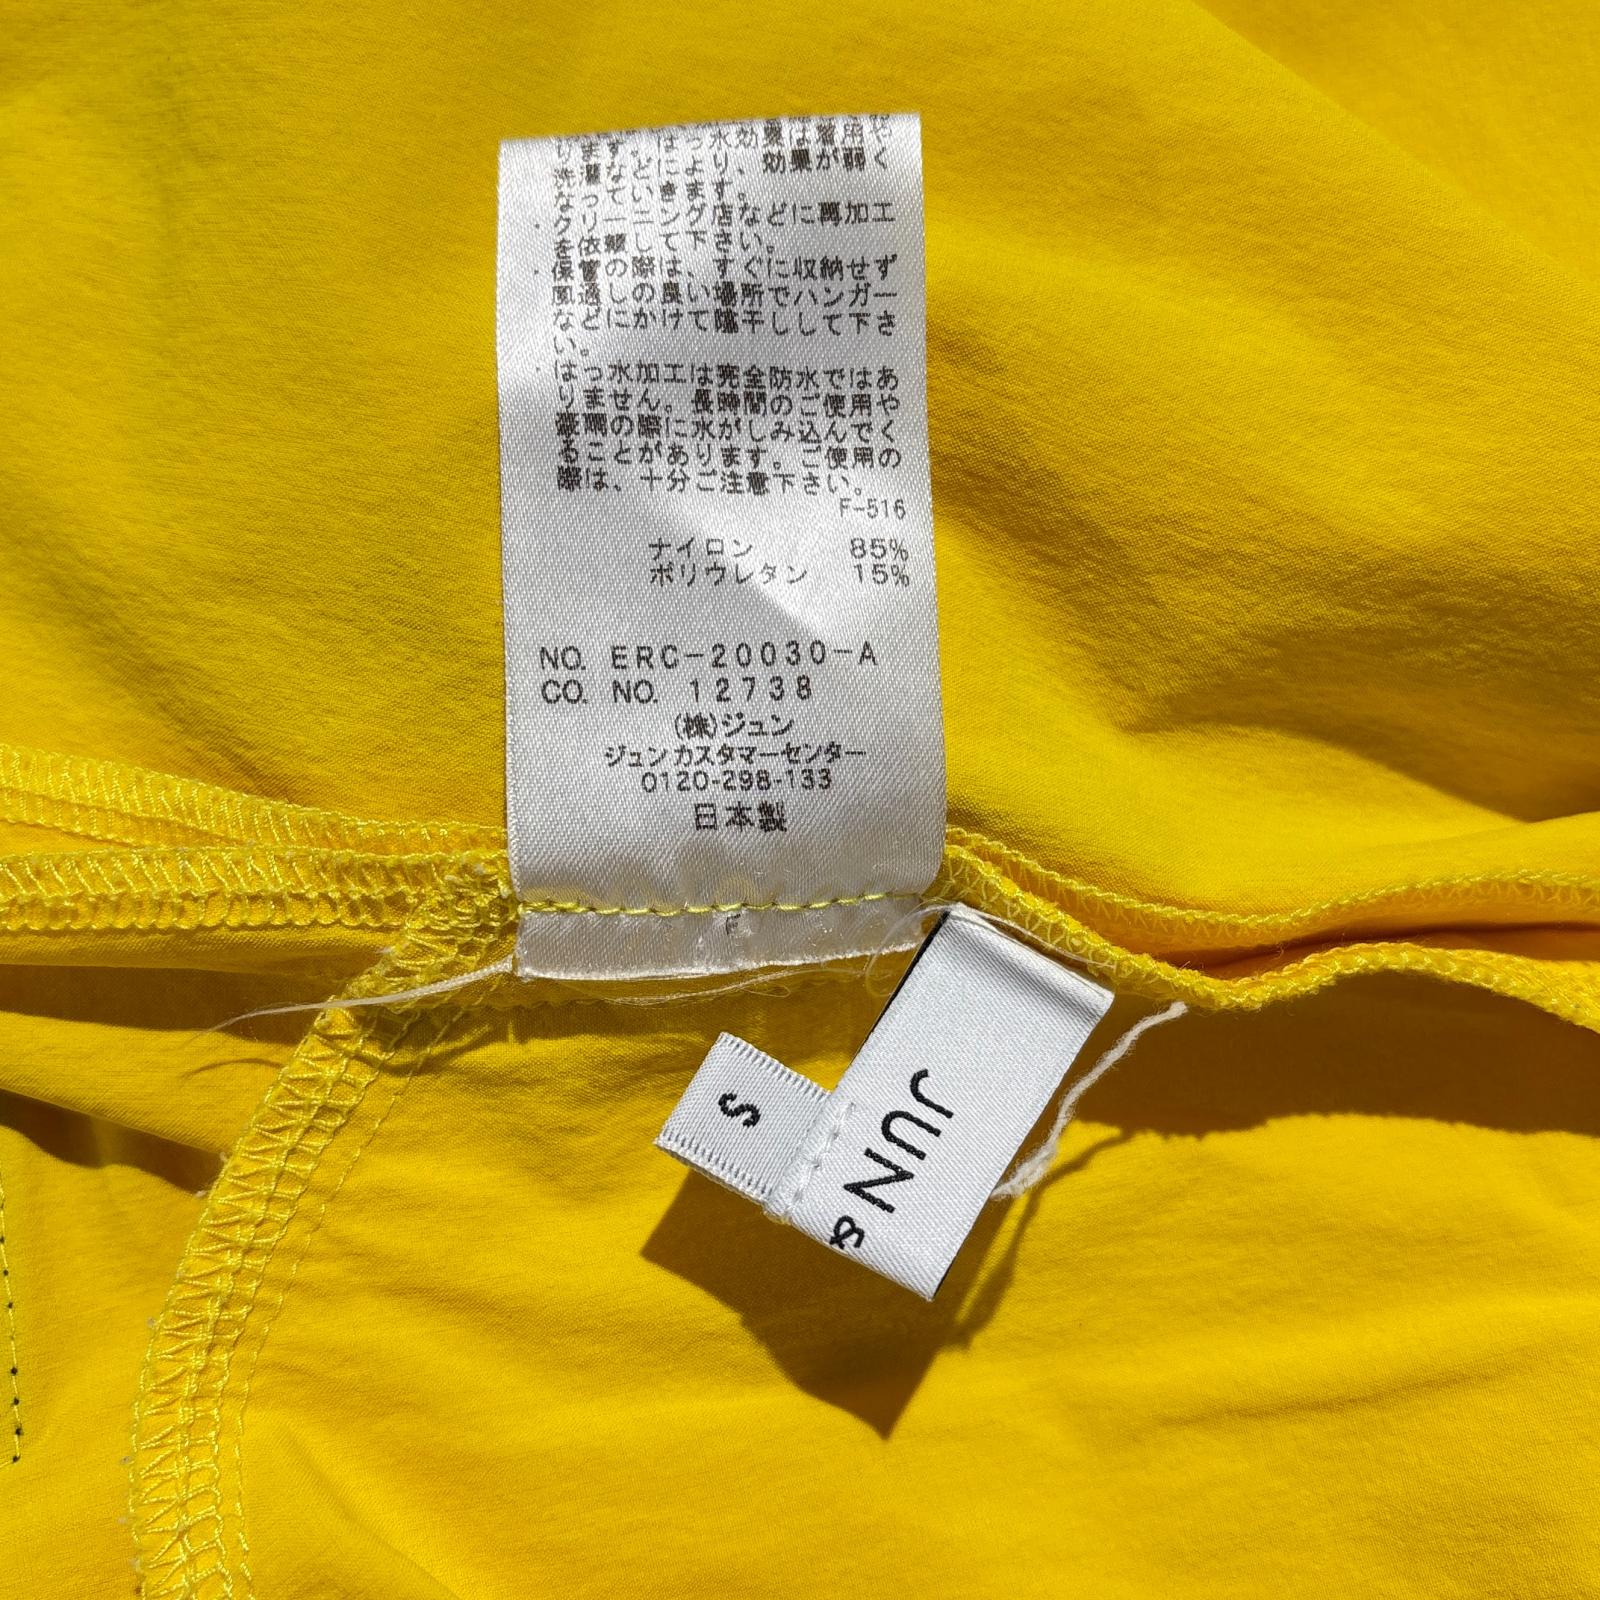 ります。はっ水効果は着用や
洗濯などにより、効果が弱く
なっていきます。
・クリーニング店などに再加工
を依頼して下さい。
・保管の際は、すぐに収納せず
風通しの良い場所でハンガー
などにかけて陰干しして下さ
い。
・はっ水加工は完全防水ではあ
りません。長時間のご使用や
豪雨の際に水がしみ込んでく
ることがあります。ご使用の
際は、十分ご注意下さい。
F-516
ナイロン 85%
ポリウレタン 15%
NO. ERC-20030-A
CO. NO. 12738
(株)ジュン
ジュンカスタマーセンター
0120-298-133
日本製
JUN&
S